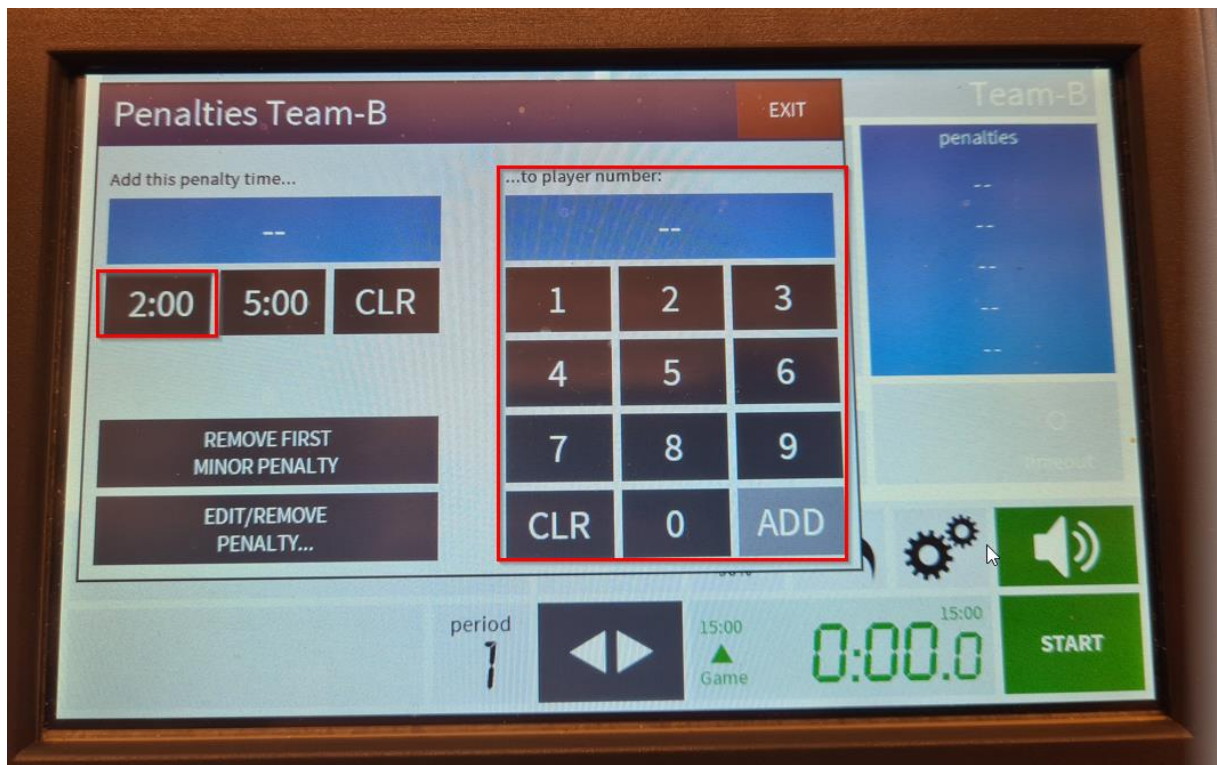 Penalties Team-B
EXIT
Team-B
penalties
--
--
--
--
--
Add this penalty time...
--
2:00 5:00 CLR
REMOVE FIRST
MINOR PENALTY
EDIT/REMOVE
PENALTY...
...to player number:
--
1 2 3
4 5 6
7 8 9
CLR 0 ADD
0
timeout
period
1
15:00
Game
0:00.0
15:00
START